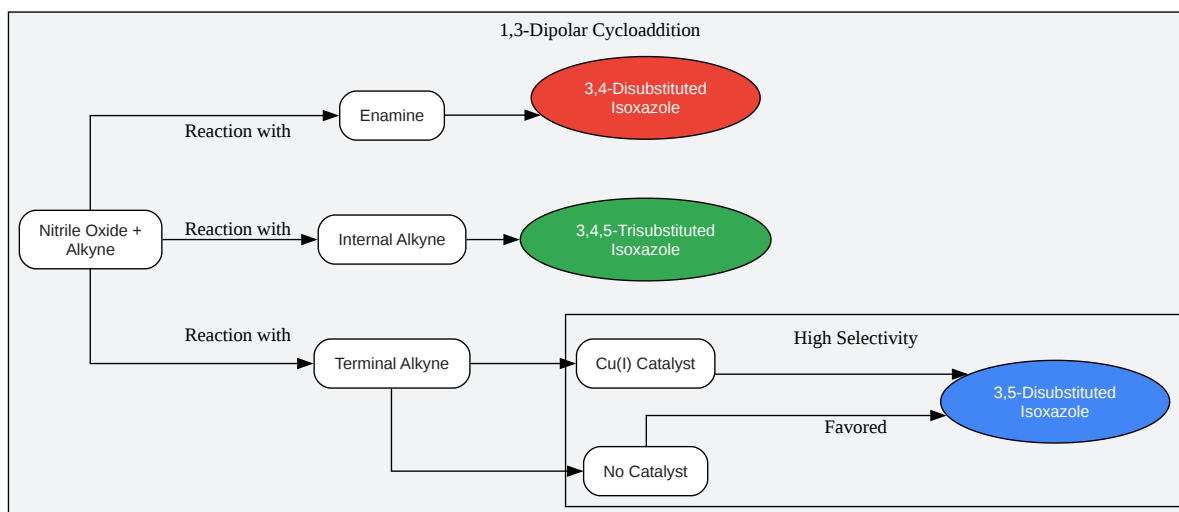 1,3-Dipolar Cycloaddition
3,4-Disubstituted
Isoxazole
Enamine
Reaction with
Nitrile Oxide +
Alkyne
Reaction with
Internal Alkyne
3,4,5-Trisubstituted
Isoxazole
Reaction with
Terminal Alkyne
High Selectivity
Cu(I) Catalyst
3,5-Disubstituted
Isoxazole
Favored
No Catalyst